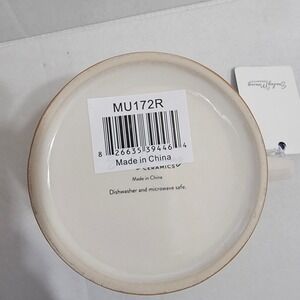 MU172R
8 26635 39446 4
Made in China
CERAMICS
Made in China
Dishwasher and microwave safe.